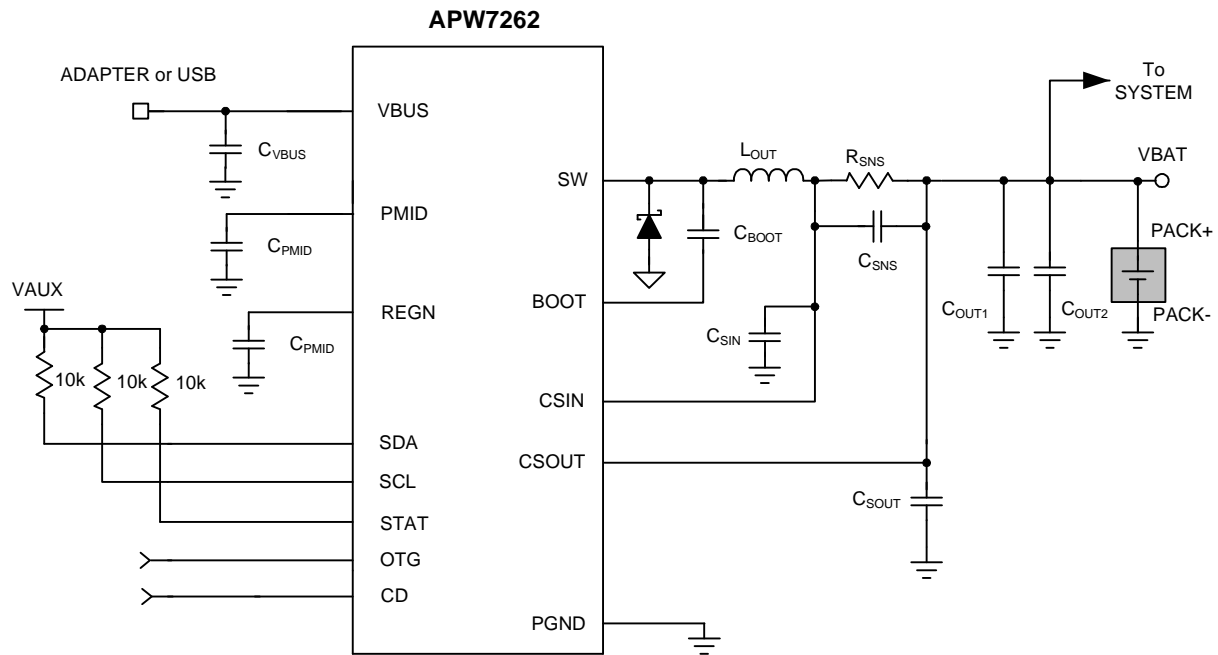 APW7262
ADAPTER or USB
To
SYSTEM
VBUS
CVBUS
LOUT
RSNS
VBAT
SW
PMID
CPMID
CBOOT
CSNS
PACK+
VAUX
REGN
BOOT
COUT1
COUT2
PACK-
CPMID
CSIN
10k
10k
10k
CSIN
SDA
CSOUT
SCL
CSOUT
STAT
OTG
CD
PGND